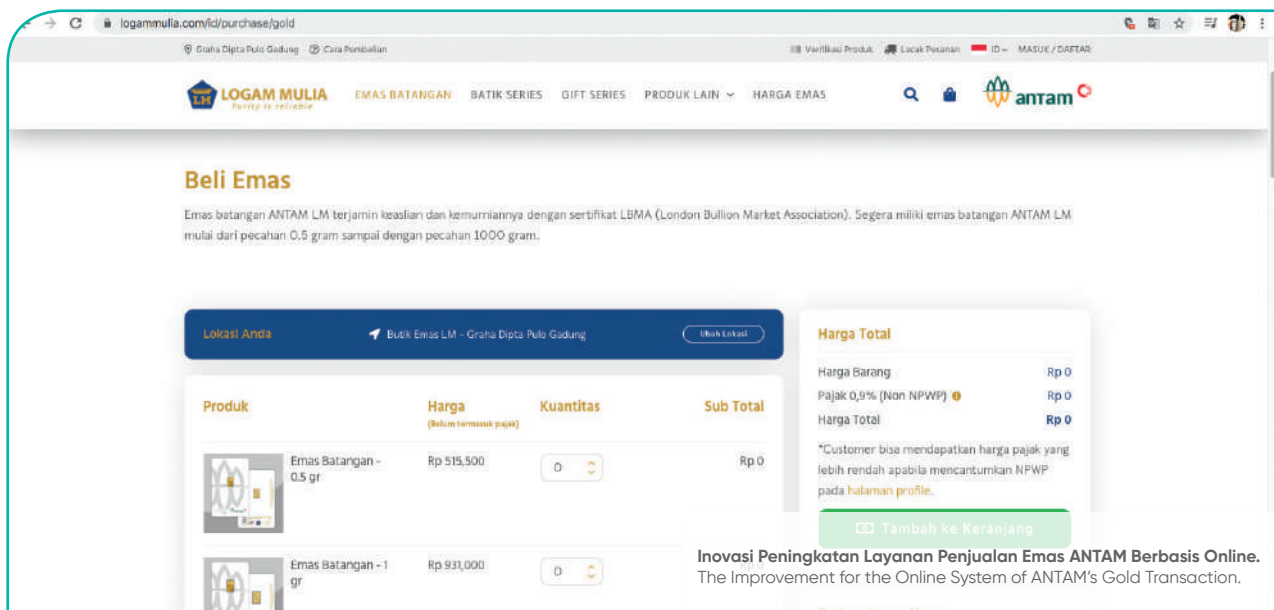 logammulia.com/id/purchase/gold
Graha Dipta Pulo Gadung Cara Pembelian Verifikasi Produk Lacak Pesanan ID MASUK / DAFTAR
LM LOGAM MULIA EMAS BATANGAN BATIK SERIES GIFT SERIES PRODUK LAIN HARGA EMAS antam
Purity is reliable
Beli Emas
Emas batangan ANTAM LM terjamin keaslian dan kemurniannya dengan sertifikat LBMA (London Bullion Market Association). Segera miliki emas batangan ANTAM LM
mulai dari pecahan 0.5 gram sampai dengan pecahan 1000 gram.
Lokasi Anda Butik Emas LM - Graha Dipta Pulo Gadung Ubah Lokasi
Produk Harga Kuantitas Sub Total
(Belum termasuk pajak)
Emas Batangan - Rp 515,500 0 Rp 0
0.5 gr
Emas Batangan - 1 Rp 931,000 0
gr
Harga Total
Harga Barang Rp 0
Pajak 0,9% (Non NPWP) Rp 0
Harga Total Rp 0
*Customer bisa mendapatkan harga pajak yang
lebih rendah apabila mencantumkan NPWP
pada halaman profile.
Tambah ke Keranjang
Inovasi Peningkatan Layanan Penjualan Emas ANTAM Berbasis Online.
The Improvement for the Online System of ANTAM's Gold Transaction.